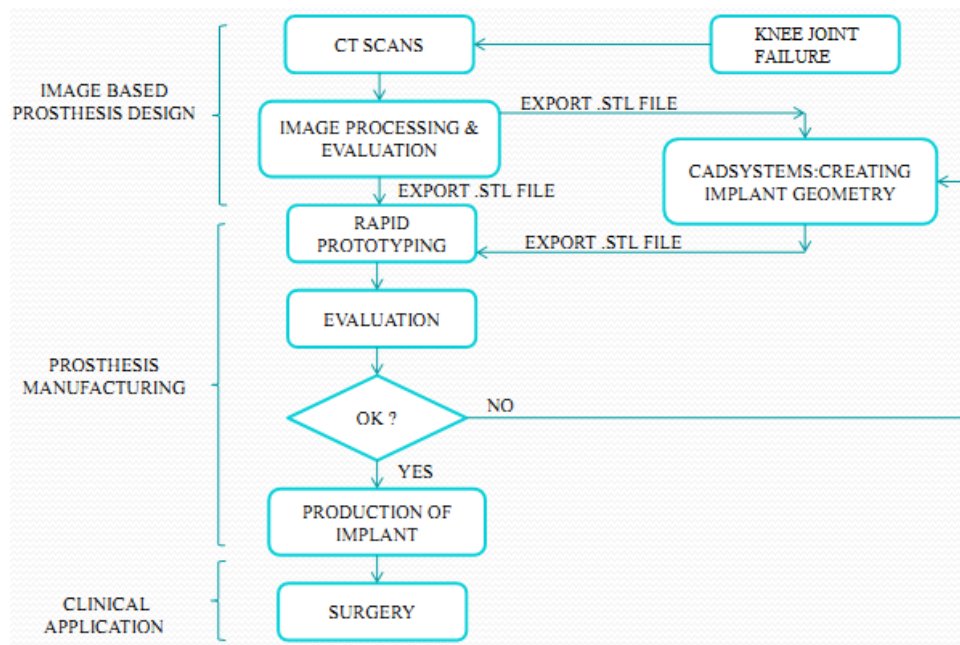 CT SCANS
KNEE JOINT
FAILURE
IMAGE BASED
PROSTHESIS DESIGN
EXPORT .STL FILE
IMAGE PROCESSING &
EVALUATION
CADSYSTEMS:CREATING
IMPLANT GEOMETRY
EXPORT .STL FILE
RAPID
PROTOTYPING
EXPORT .STL FILE
EVALUATION
PROSTHESIS
MANUFACTURING
OK ?
NO
YES
PRODUCTION OF
IMPLANT
CLINICAL
APPLICATION
SURGERY